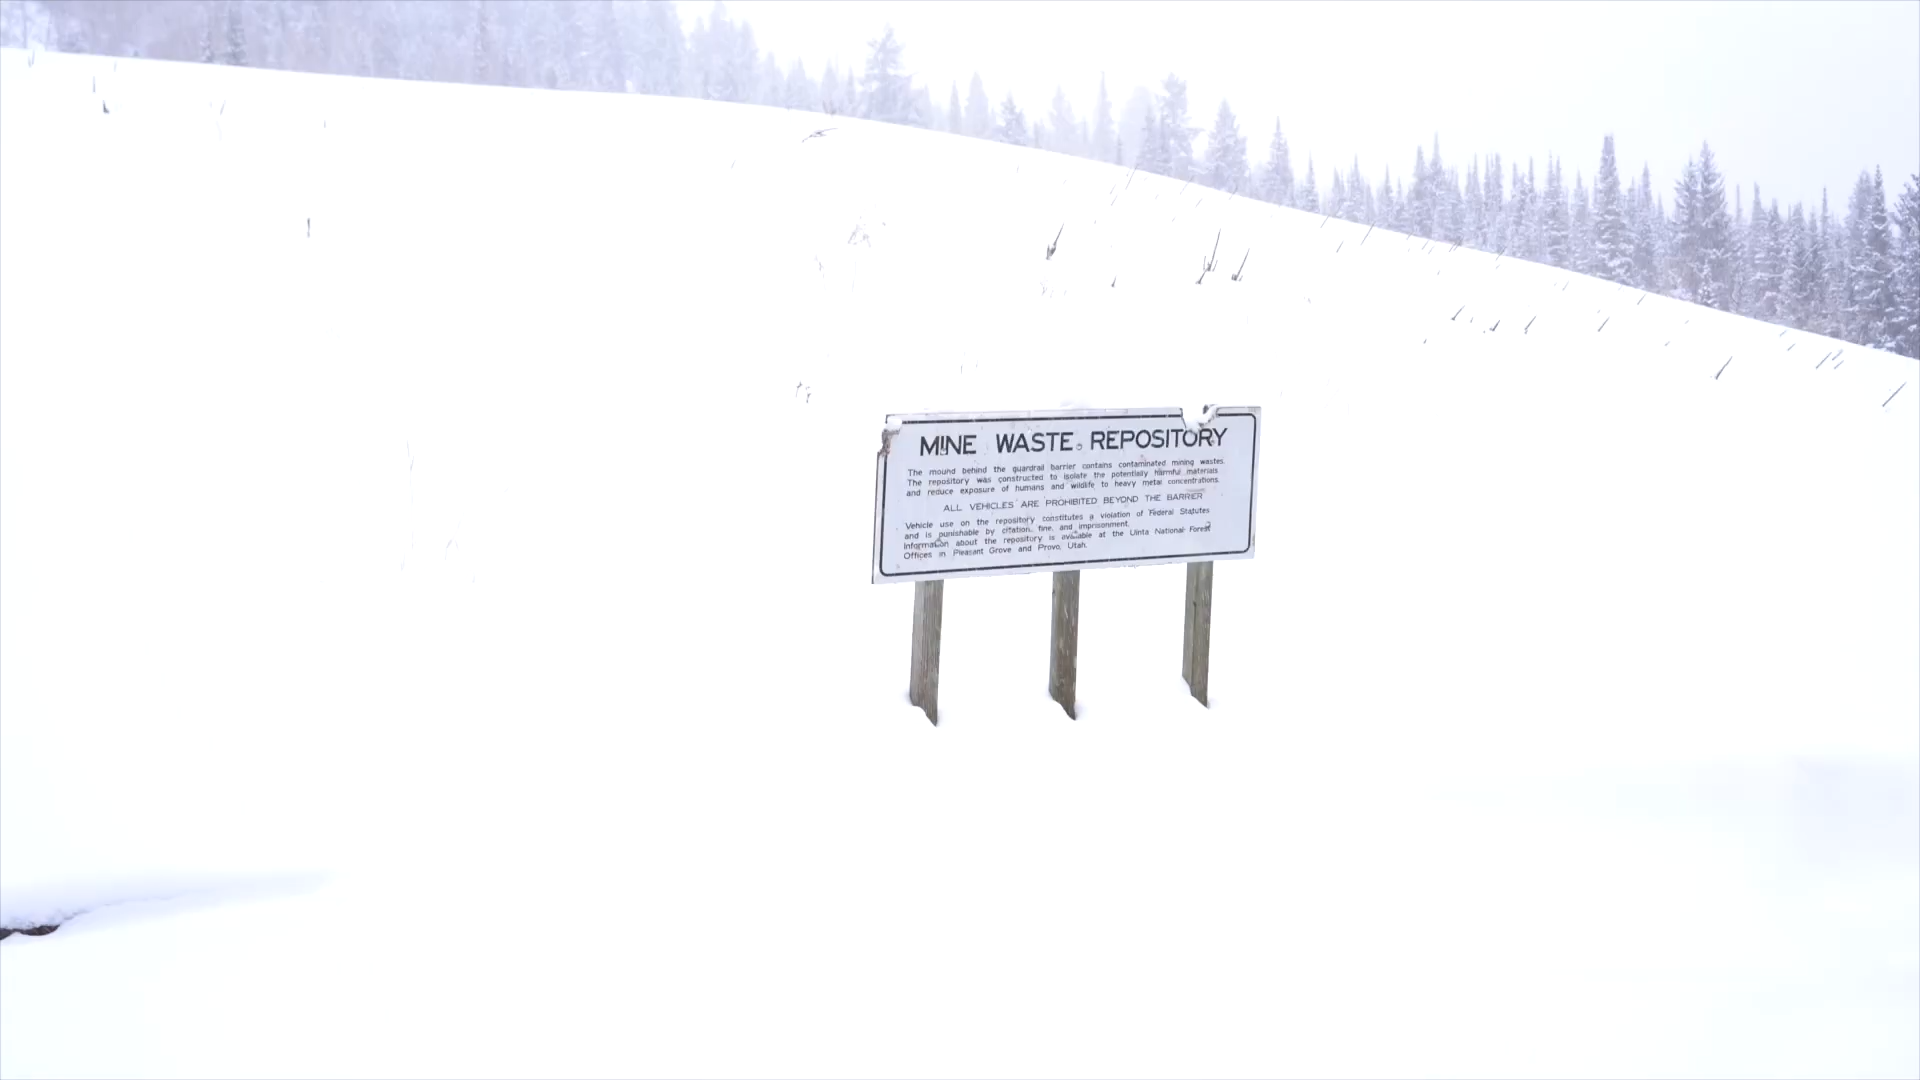 MINE WASTE REPOSITORY
The mound behind the guardrail barrier contains contaminated mining wastes.
The repository was constructed to isolate the potentially harmful materials
and reduce exposure of humans and wildlife to heavy metal concentrations.
ALL VEHICLES ARE PROHIBITED BEYOND THE BARRIER
Vehicle use on the repository constitutes a violation of Federal Statutes
and is punishable by citation, fine, and imprisonment.
Information about the repository is available at the Uinta National Forest
Offices in Pleasant Grove and Provo, Utah.